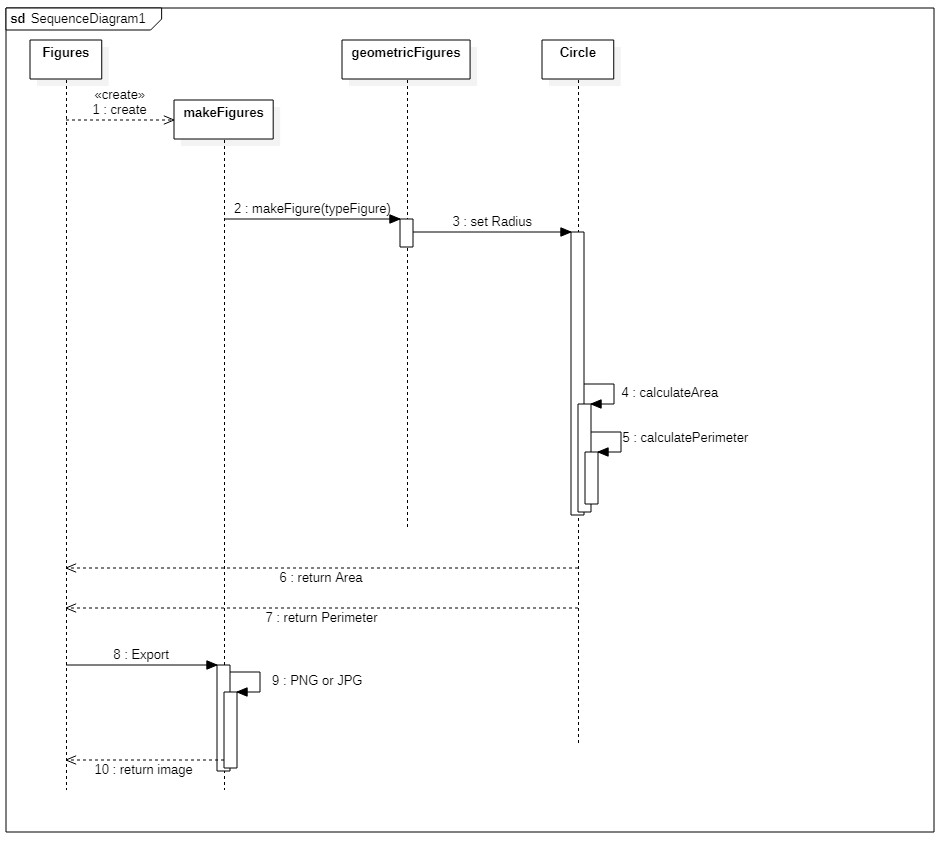 sd SequenceDiagram1
Figures
geometricFigures
Circle
«create»
1 : create
makeFigures
2 : makeFigure(typeFigure)
3 : set Radius
4 : calculateArea
5 : calculatePerimeter
6 : return Area
7 : return Perimeter
8 : Export
9 : PNG or JPG
10 : return image